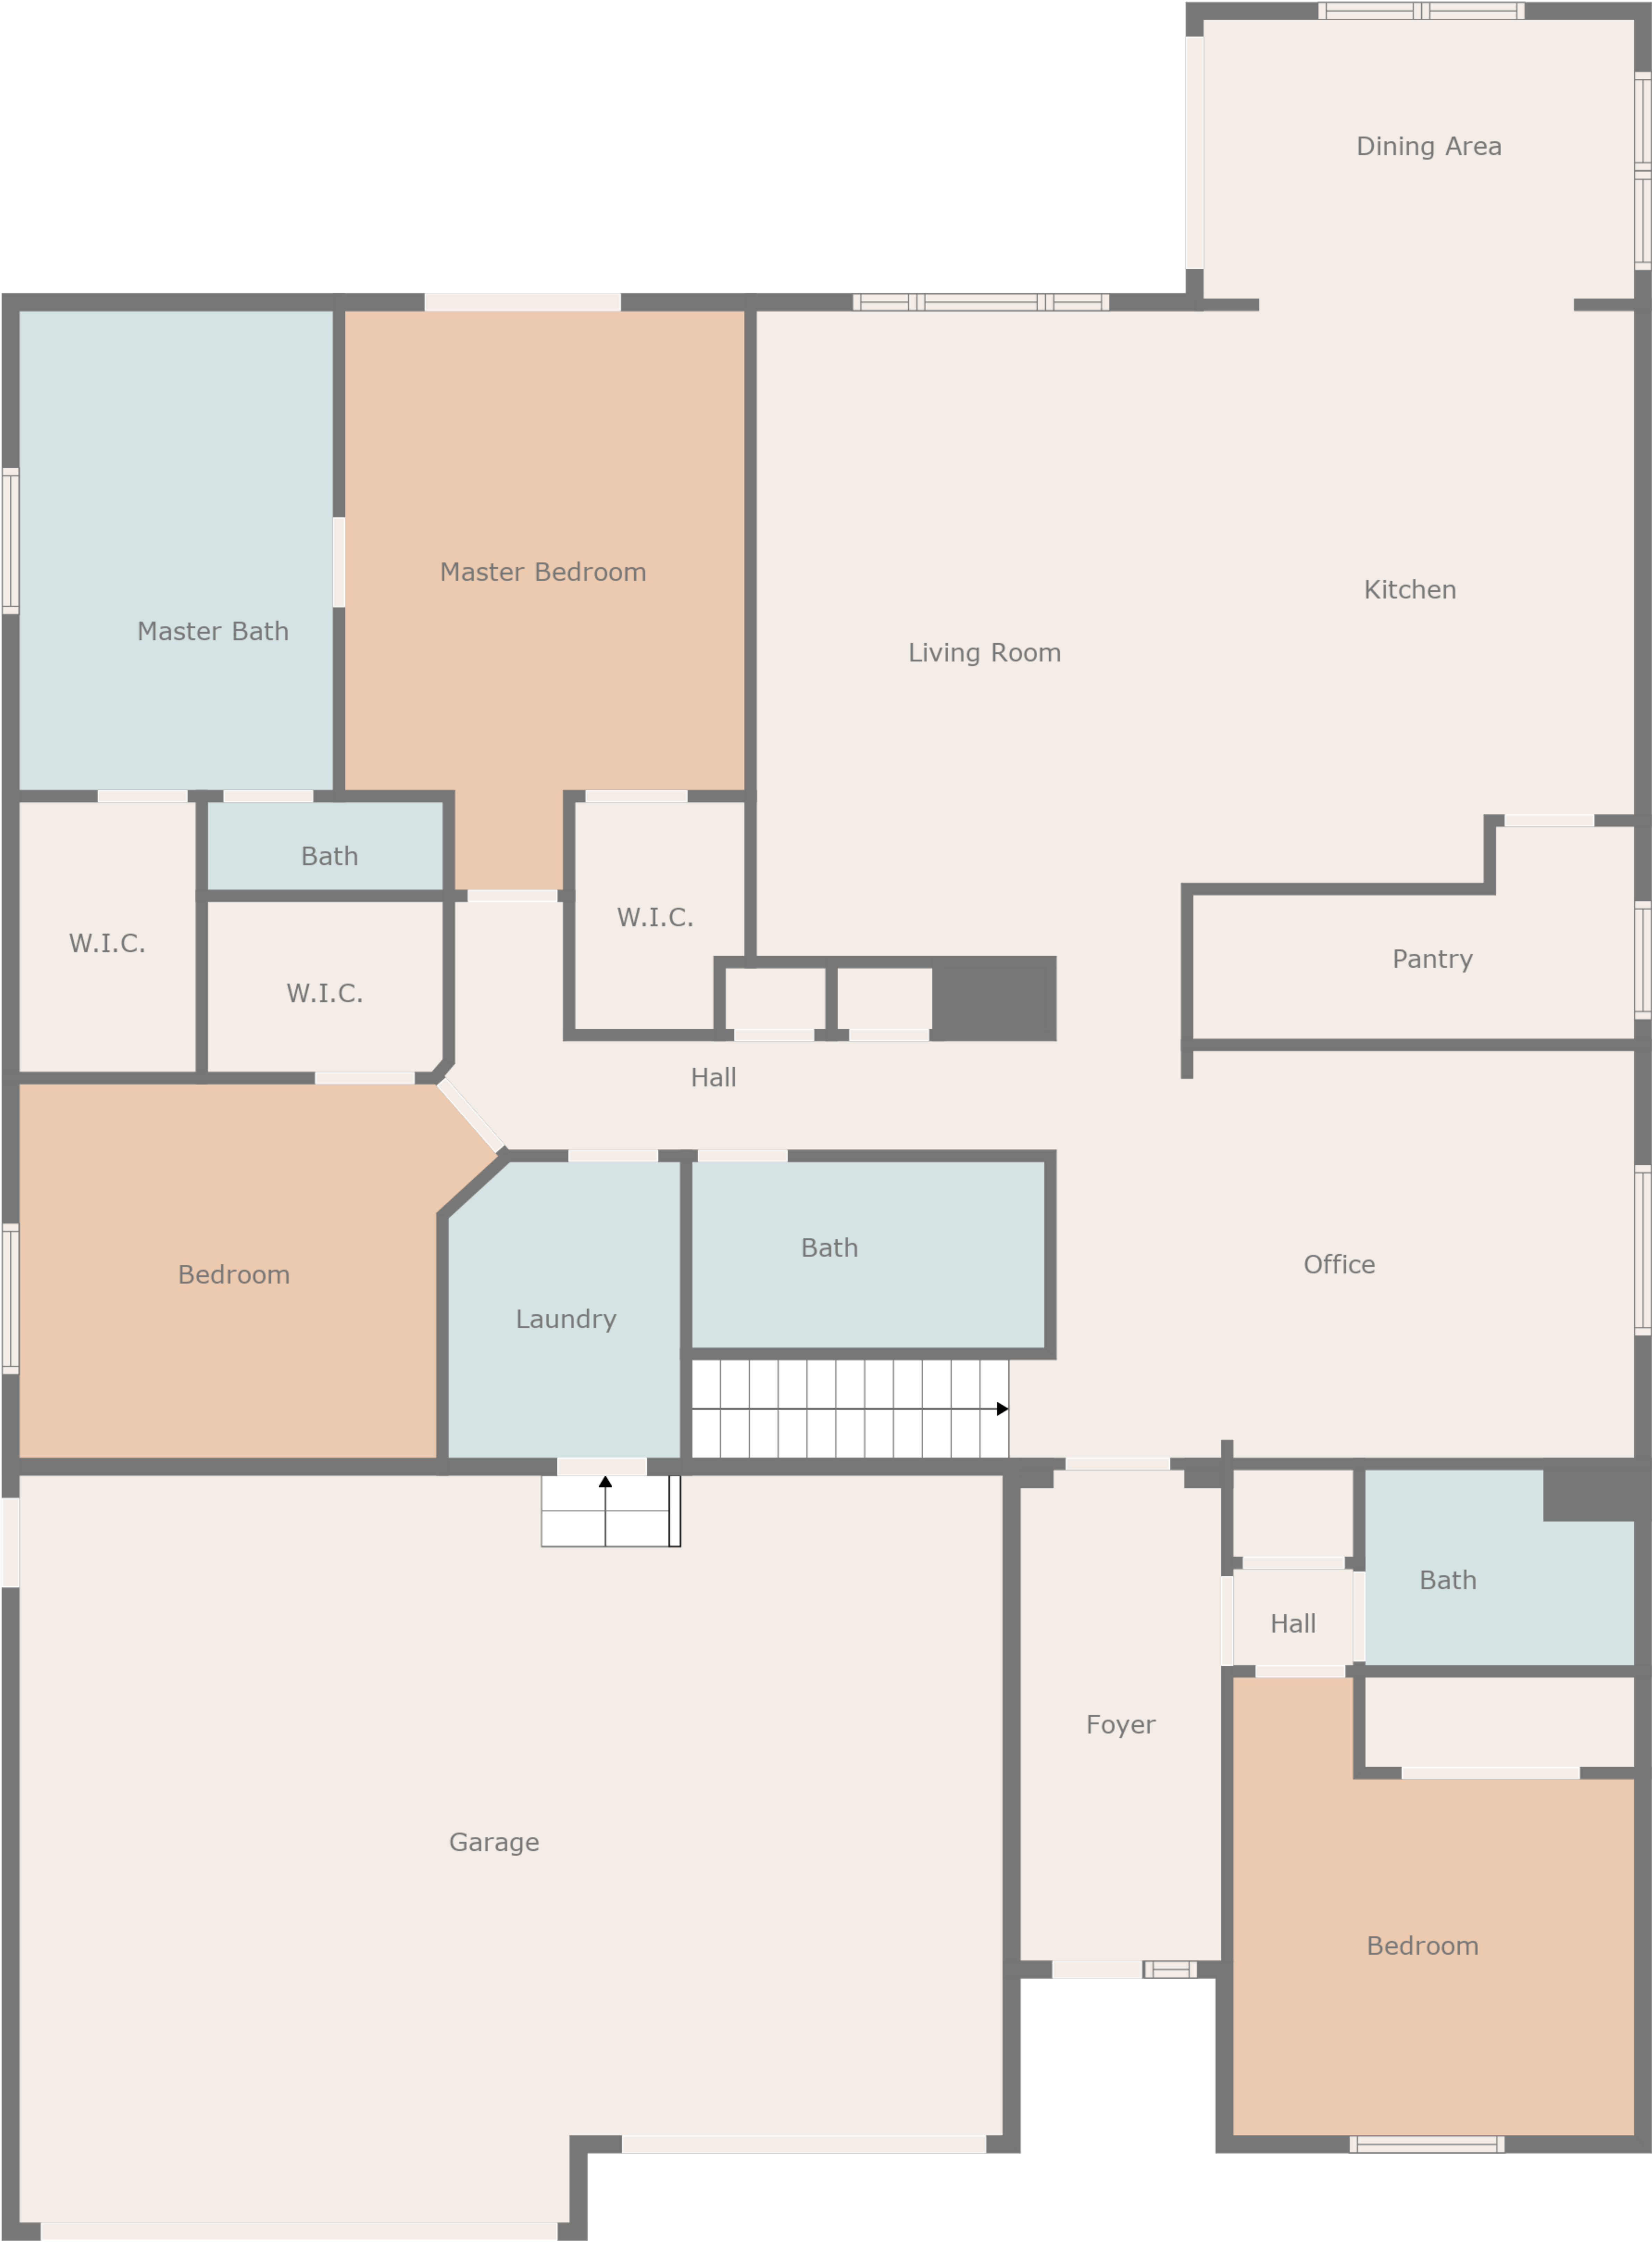 Dining Area
Master Bedroom
Kitchen
Master Bath
Living Room
Bath
W.I.C.
W.I.C.
Pantry
W.I.C.
Hall
Bath
Office
Bedroom
Laundry
Bath
Hall
Foyer
Garage
Bedroom